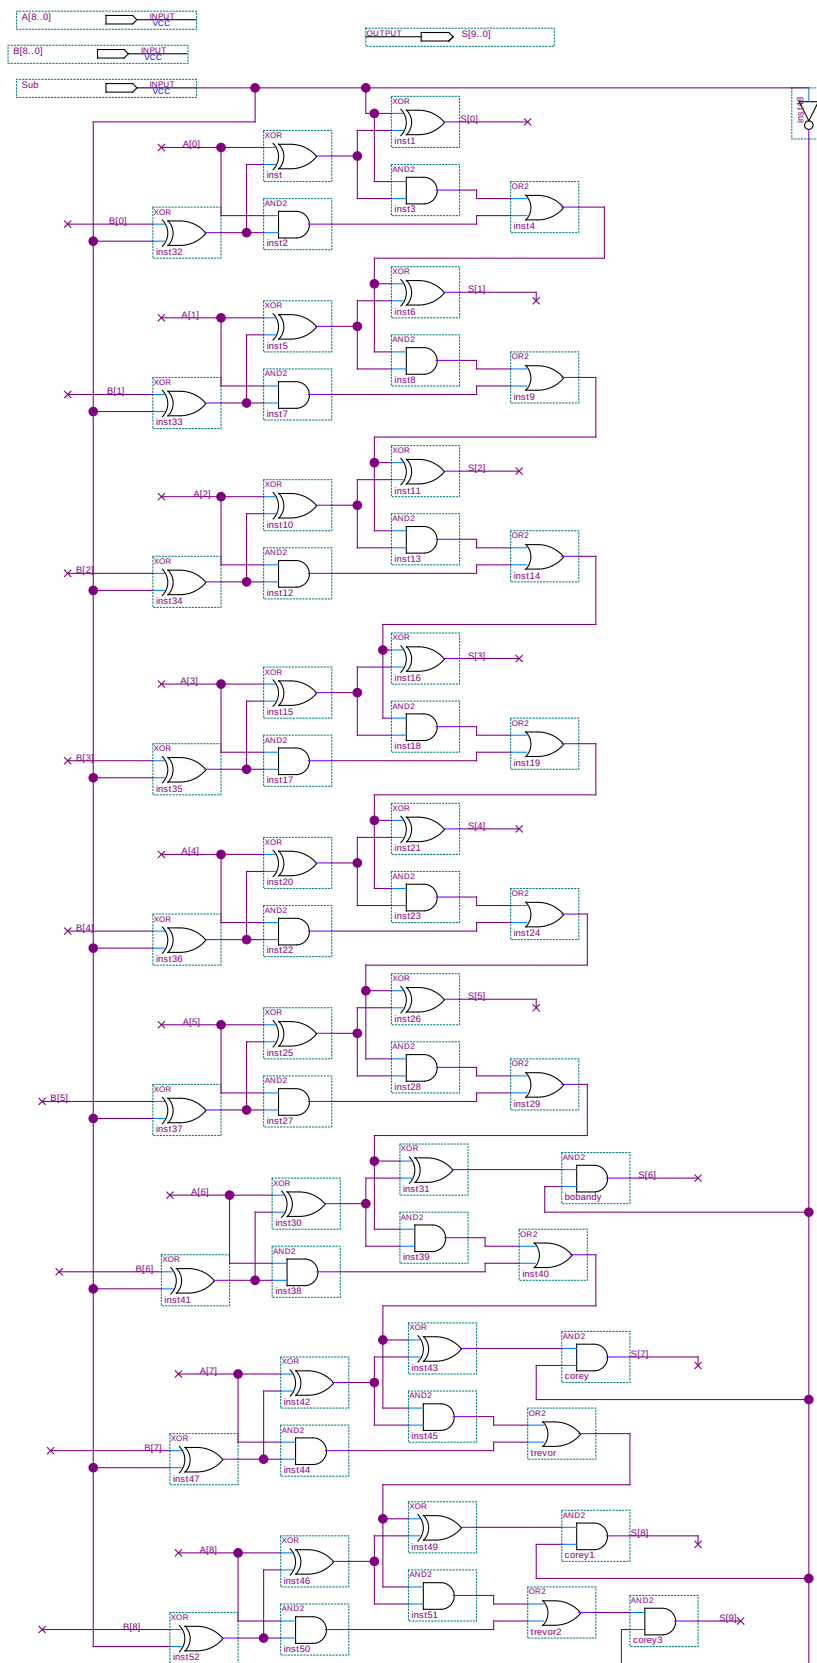 A[8..0] INPUT VCC
OUTPUT S[9..0]
B[8..0] INPUT VCC
Sub INPUT VCC
XOR
S[0]
inst1
A[0] XOR
inst
AND2
inst3
OR2
inst4
B[0] XOR
inst32
AND2
inst2
XOR
S[1]
inst6
A[1] XOR
inst5
AND2
inst8
OR2
inst9
B[1] XOR
inst33
AND2
inst7
XOR
S[2]
inst11
A[2] XOR
inst10
AND2
inst13
OR2
inst14
B[2] XOR
inst34
AND2
inst12
XOR
S[3]
inst16
A[3] XOR
inst15
AND2
inst18
OR2
inst19
B[3] XOR
inst35
AND2
inst17
XOR
S[4]
inst21
A[4] XOR
inst20
AND2
inst23
OR2
inst24
B[4] XOR
inst36
AND2
inst22
XOR
S[5]
inst26
A[5] XOR
inst25
AND2
inst28
OR2
inst29
B[5] XOR
inst37
AND2
inst27
XOR
inst31
AND2
S[6]
bobandy
A[6] XOR
inst30
AND2
inst39
OR2
inst40
B[6] XOR
inst41
AND2
inst38
XOR
inst43
AND2
S[7]
corey
A[7] XOR
inst42
AND2
inst45
OR2
trevor
B[7] XOR
inst47
AND2
inst44
XOR
inst49
AND2
S[8]
corey1
A[8] XOR
inst46
AND2
inst51
OR2
trevor2
AND2
S[9]
corey3
B[8] XOR
inst52
AND2
inst50